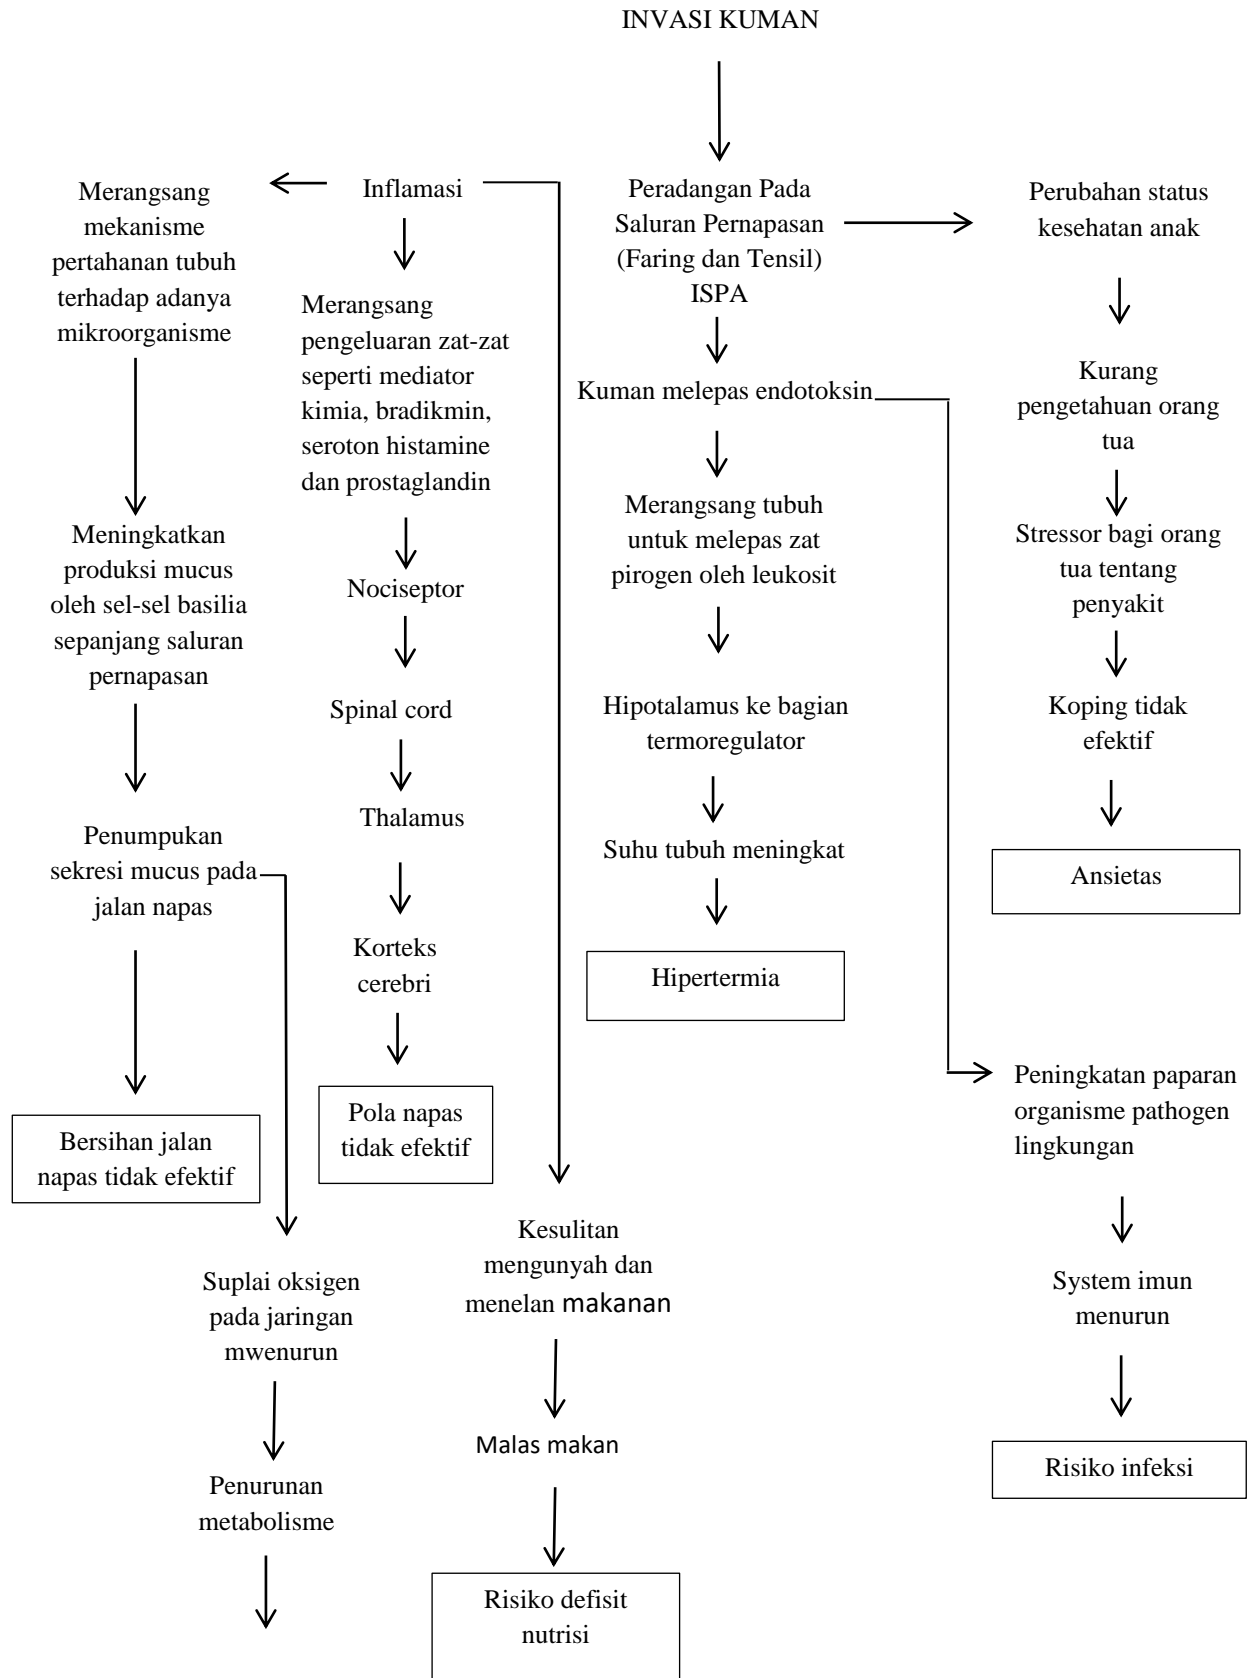 INVASI KUMAN
Merangsang
mekanisme
pertahanan tubuh
terhadap adanya
mikroorganisme
Inflamasi
Peradangan Pada
Saluran Pernapasan
(Faring dan Tensil)
ISPA
Perubahan status
kesehatan anak
Merangsang
pengeluaran zat-zat
seperti mediator
kimia, bradikmin,
seroton histamine
dan prostaglandin
Kuman melepas endotoksin
Kurang
pengetahuan orang
tua
Meningkatkan
produksi mucus
oleh sel-sel basilia
sepanjang saluran
pernapasan
Nociseptor
Merangsang tubuh
untuk melepas zat
pirogen oleh leukosit
Stressor bagi orang
tua tentang
penyakit
Spinal cord
Hipotalamus ke bagian
termoregulator
Koping tidak
efektif
Penumpukan
sekresi mucus pada
jalan napas
Thalamus
Suhu tubuh meningkat
Ansietas
Korteks
cerebri
Hipertermia
Bersihan jalan
napas tidak efektif
Pola napas
tidak efektif
Peningkatan paparan
organisme pathogen
lingkungan
Suplai oksigen
pada jaringan
mwenurun
Kesulitan
mengunyah dan
menelan makanan
System imun
menurun
Penurunan
metabolisme
Malas makan
Risiko infeksi
Risiko defisit
nutrisi